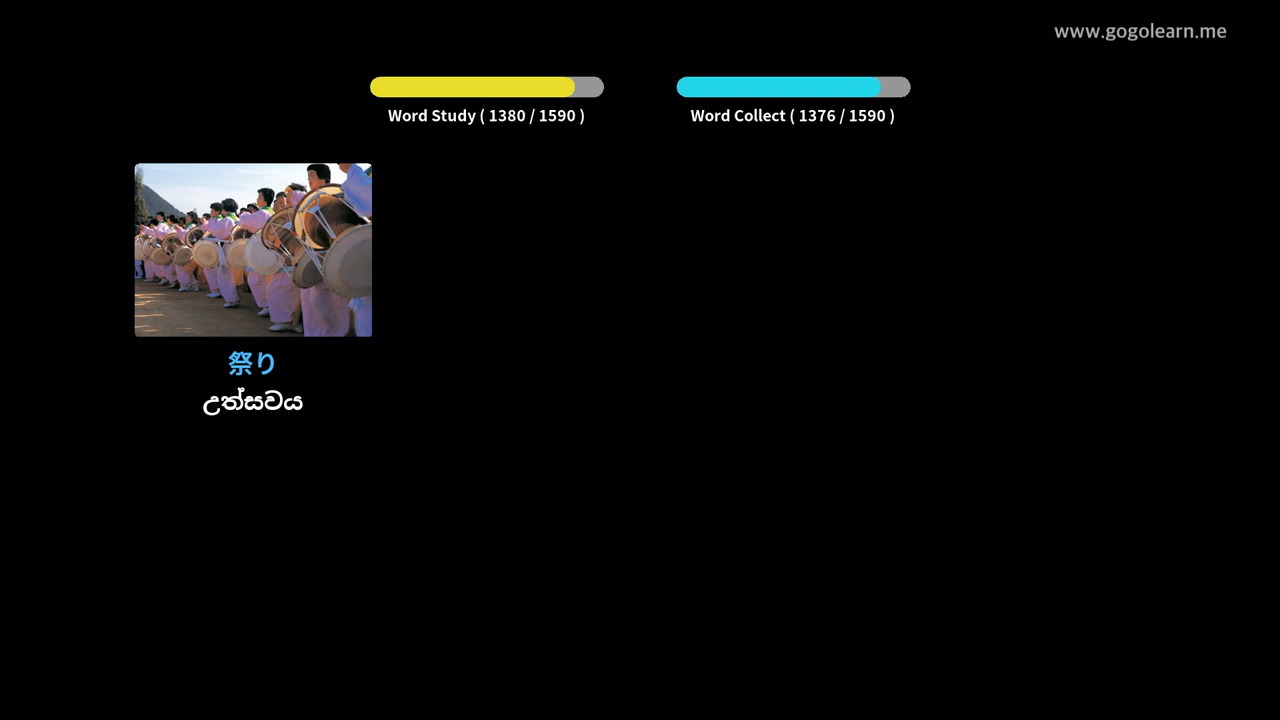 www.gogolearn.me
Word Study ( 1380 / 1590 )
Word Collect ( 1376 / 1590 )
祭り
උත්සවය